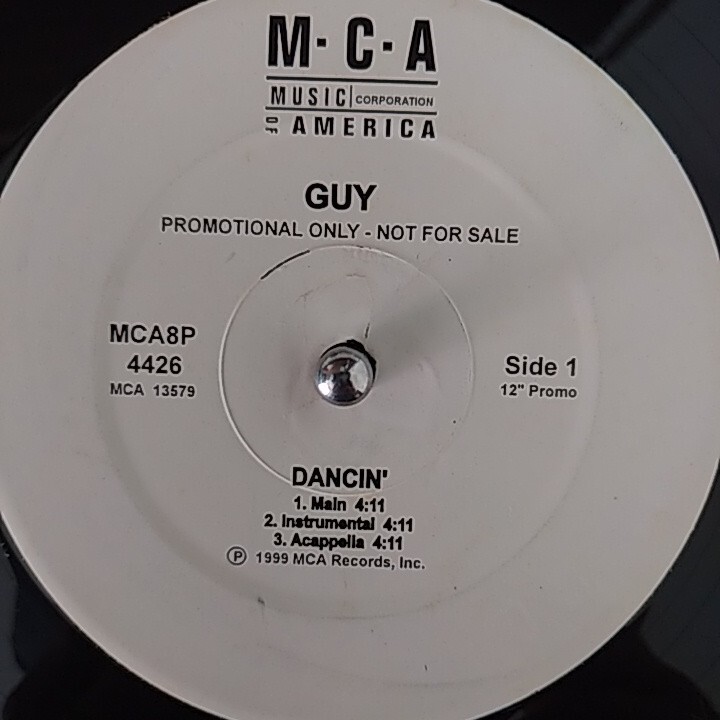 M·C·A
MUSIC CORPORATION
OF AMERICA
GUY
PROMOTIONAL ONLY - NOT FOR SALE
MCA8P
4426
MCA 13579
Side 1
12" Promo
DANCIN'
1. Main 4:11
2. Instrumental 4:11
3. Acappella 4:11
Ⓟ 1999 MCA Records, Inc.